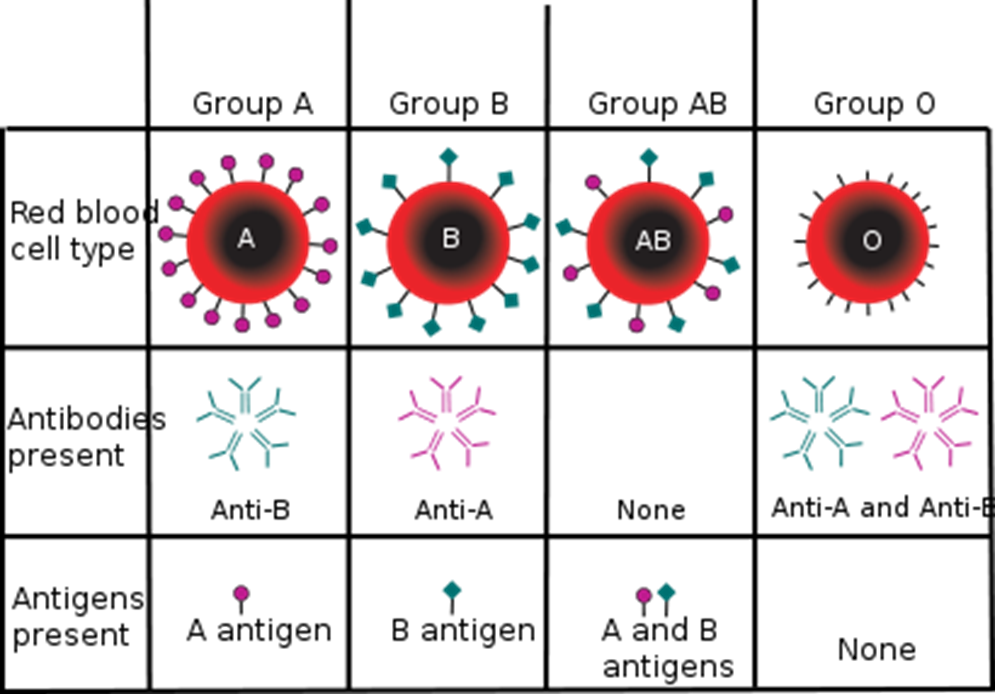 Group A
Group B
Group AB
Group O
Red blood
cell type
A
B
AB
O
Antibodies
present
Anti-B
Anti-A
None
Anti-A and Anti-B
Antigens
present
A antigen
B antigen
A and B
antigens
None